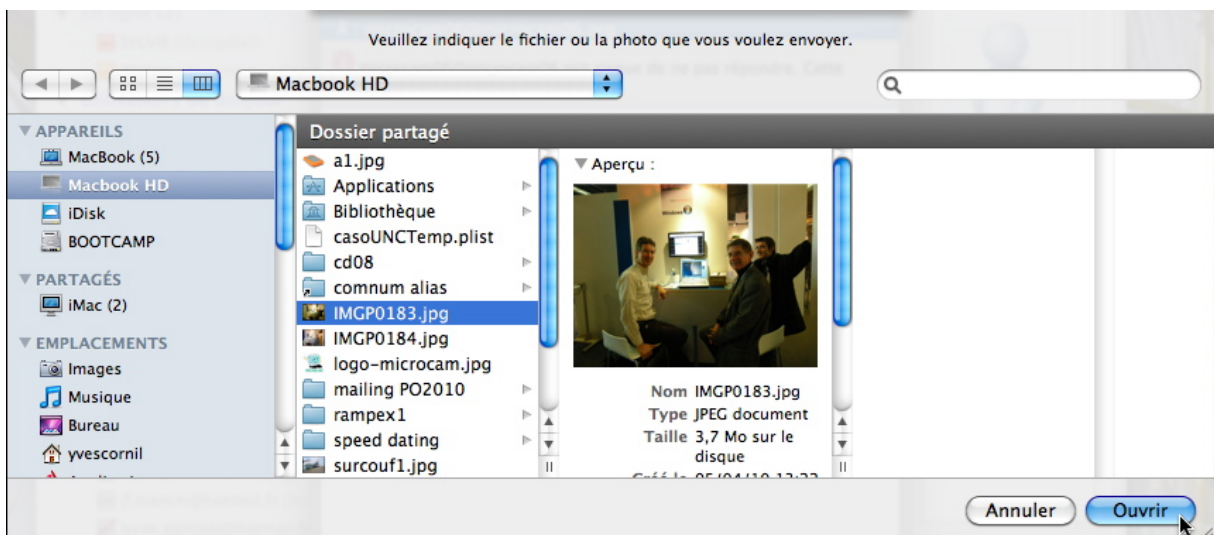 Veuillez indiquer le fichier ou la photo que vous voulez envoyer.
Macbook HD
APPAREILS
MacBook (5)
Macbook HD
iDisk
BOOTCAMP
PARTAGÉS
iMac (2)
EMPLACEMENTS
Images
Musique
Bureau
yvescornil
Dossier partagé
a1.jpg
Applications
Bibliothèque
casoUNCTemp.plist
cd08
comnum alias
IMGP0183.jpg
IMGP0184.jpg
logo-microcam.jpg
mailing PO2010
rampex1
speed dating
surcouf1.jpg
Aperçu :
Nom IMGP0183.jpg
Type JPEG document
Taille 3,7 Mo sur le
disque
Annuler
Ouvrir